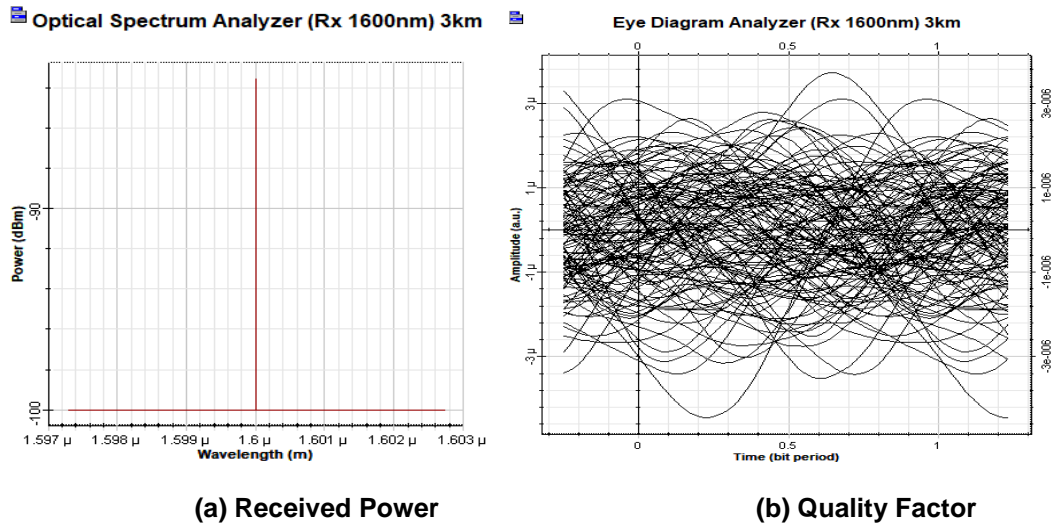 Optical Spectrum Analyzer (Rx 1600nm) 3km
Power (dBm)
-90
-100
1.597 µ 1.598 µ 1.599 µ 1.6 µ 1.601 µ 1.602 µ 1.603 µ
Wavelength (m)
(a) Received Power
Eye Diagram Analyzer (Rx 1600nm) 3km
0 0.5 1
Amplitude (a.u.)
3 µ
1 µ
-1 µ
-3 µ
3e-006
1e-006
-1e-006
-3e-006
0 0.5 1
Time (bit period)
(b) Quality Factor